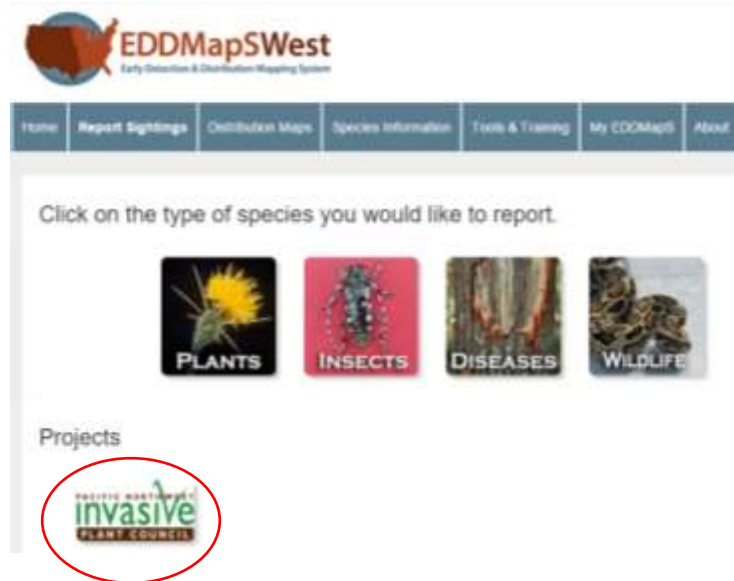 EDDMapSWest
Early Detection & Distribution Mapping System
Home Report Sightings Distribution Maps Species Information Tools & Training My EDDMapS About
Click on the type of species you would like to report.
PLANTS INSECTS DISEASES WILDLIFE
Projects
PACIFIC NORTHWEST
invasive
PLANT COUNCIL